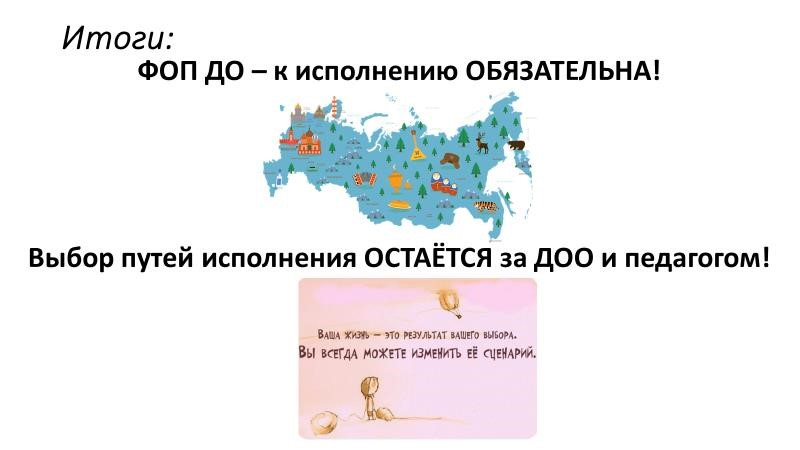 Итоги:
ФОП ДО – к исполнению ОБЯЗАТЕЛЬНА!
Выбор путей исполнения ОСТАЁТСЯ за ДОО и педагогом!
Ваша жизнь – это результат вашего выбора.
Вы всегда можете изменить её сценарий.